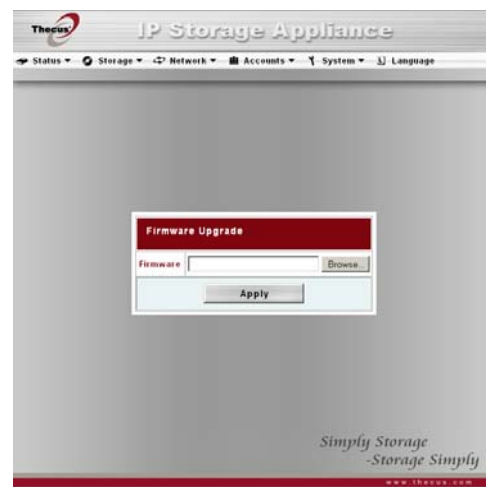 Thecus
IP Storage Appliance
Status Storage Network Accounts System Language
Firmware Upgrade
Firmware Browse...
Apply
Simply Storage
-Storage Simply
www.thecus.com